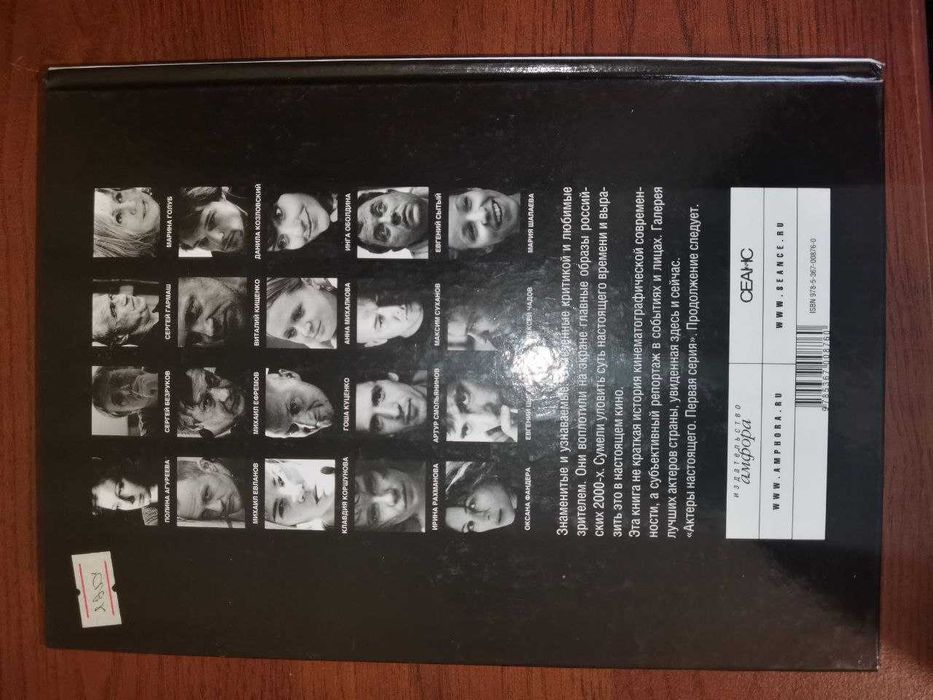 ПОЛИНА АГУРЕЕВА
СЕРГЕЙ БЕЗРУКОВ
СЕРГЕЙ ГАРМАШ
МАРИНА ГОЛУБ
МИХАИЛ ЕВЛАНОВ
МИХАИЛ ЕФРЕМОВ
ВИТАЛИЙ КИЩЕНКО
ДАНИЛА КОЗЛОВСКИЙ
КЛАВДИЯ КОРШУНОВА
ГОША КУЦЕНКО
АННА МИХАЛКОВА
ИНГА ОБОЛДИНА
ИРИНА РАХМАНОВА
АРТУР СМОЛЬЯНИНОВ
МАКСИМ СУХАНОВ
ЕВГЕНИЙ СЫТЫЙ
ОКСАНА ФАНДЕРА
ЕВГЕНИЙ
ЧАДОВ
МАРИЯ ШАЛАЕВА
Знаменитые и узнаваемые. критикой и любимые
зрителем. Они воплотили на экране главные образы россий-
ских 2000-х. Сумели уловить суть настоящего времени и выра-
зить это в настоящем кино.
Эта книга не краткая история кинематографической современ-
ности, а субъективный репортаж в событиях и лицах. Галерея
лучших актеров страны, увиденная здесь и сейчас.
«Актеры настоящего. Первая серия». Продолжение следует.
издательство
амфора
СЕАНС
WWW.AMPHORA.RU
WWW.SEANCE.RU
ISBN 978-5-367-00876-0